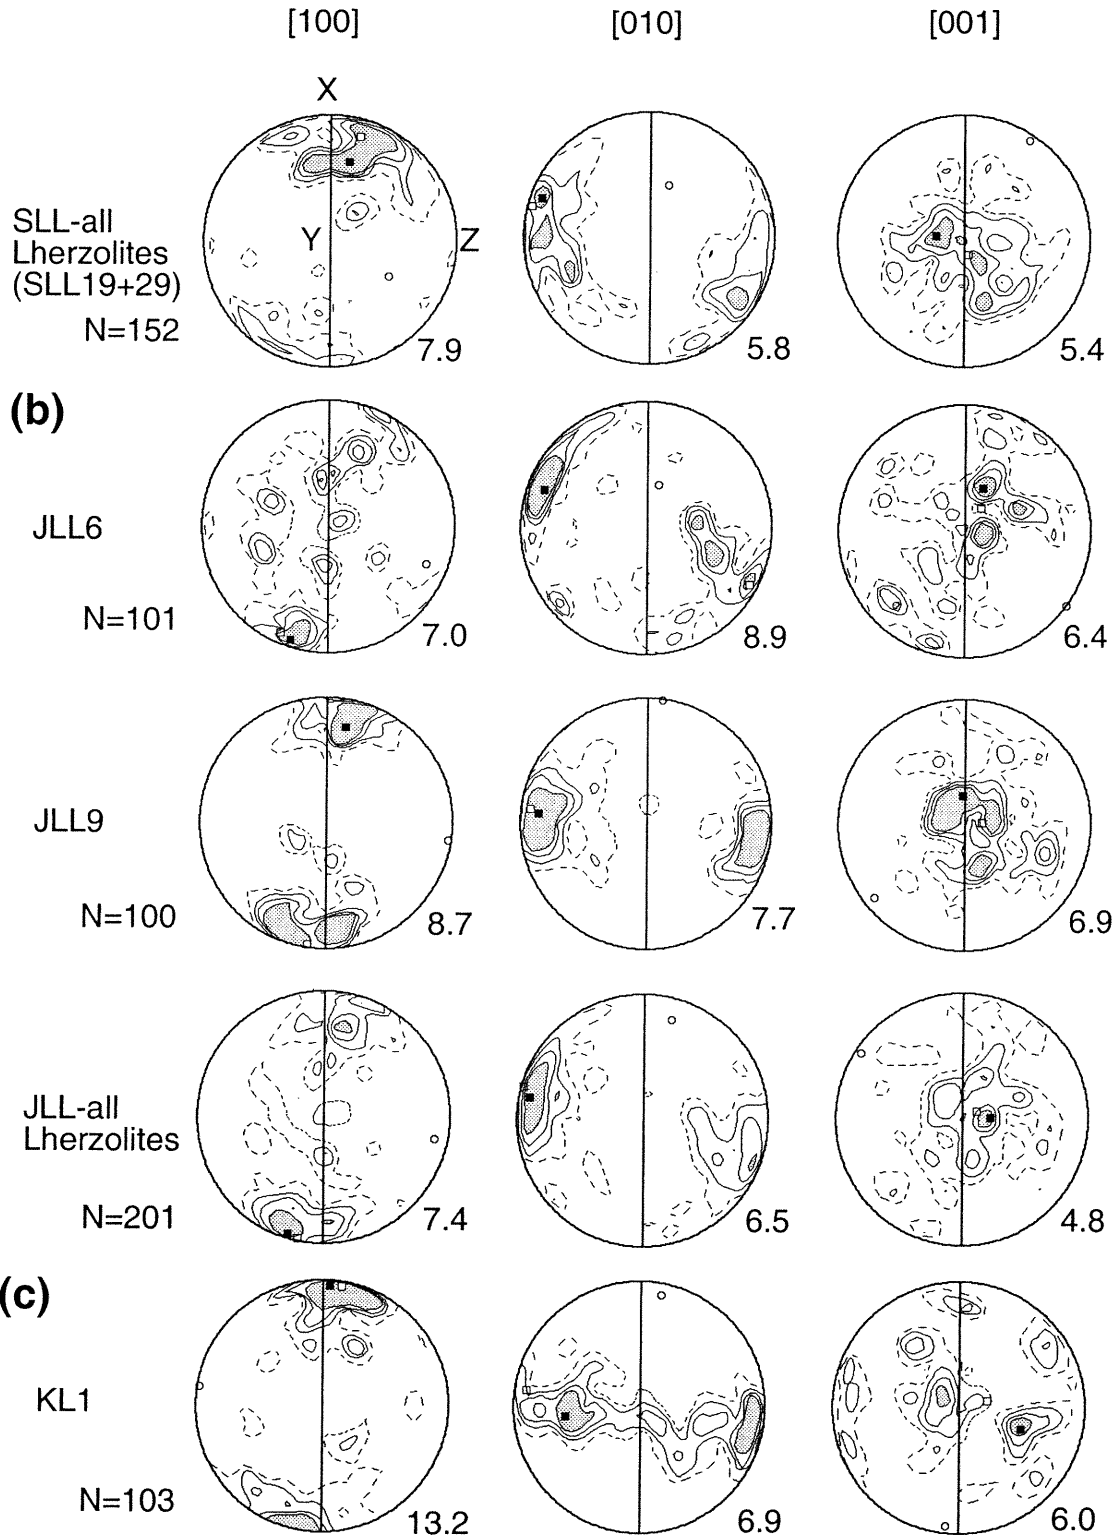 [100] [010] [001]
X
SLL-all
Lherzolites
(SLL19+29)
Y Z
N=152
7.9 5.8 5.4
(b)
JLL6
N=101
7.0 8.9 6.4
JLL9
N=100
8.7 7.7 6.9
JLL-all
Lherzolites
N=201
7.4 6.5 4.8
(c)
KL1
N=103
13.2 6.9 6.0